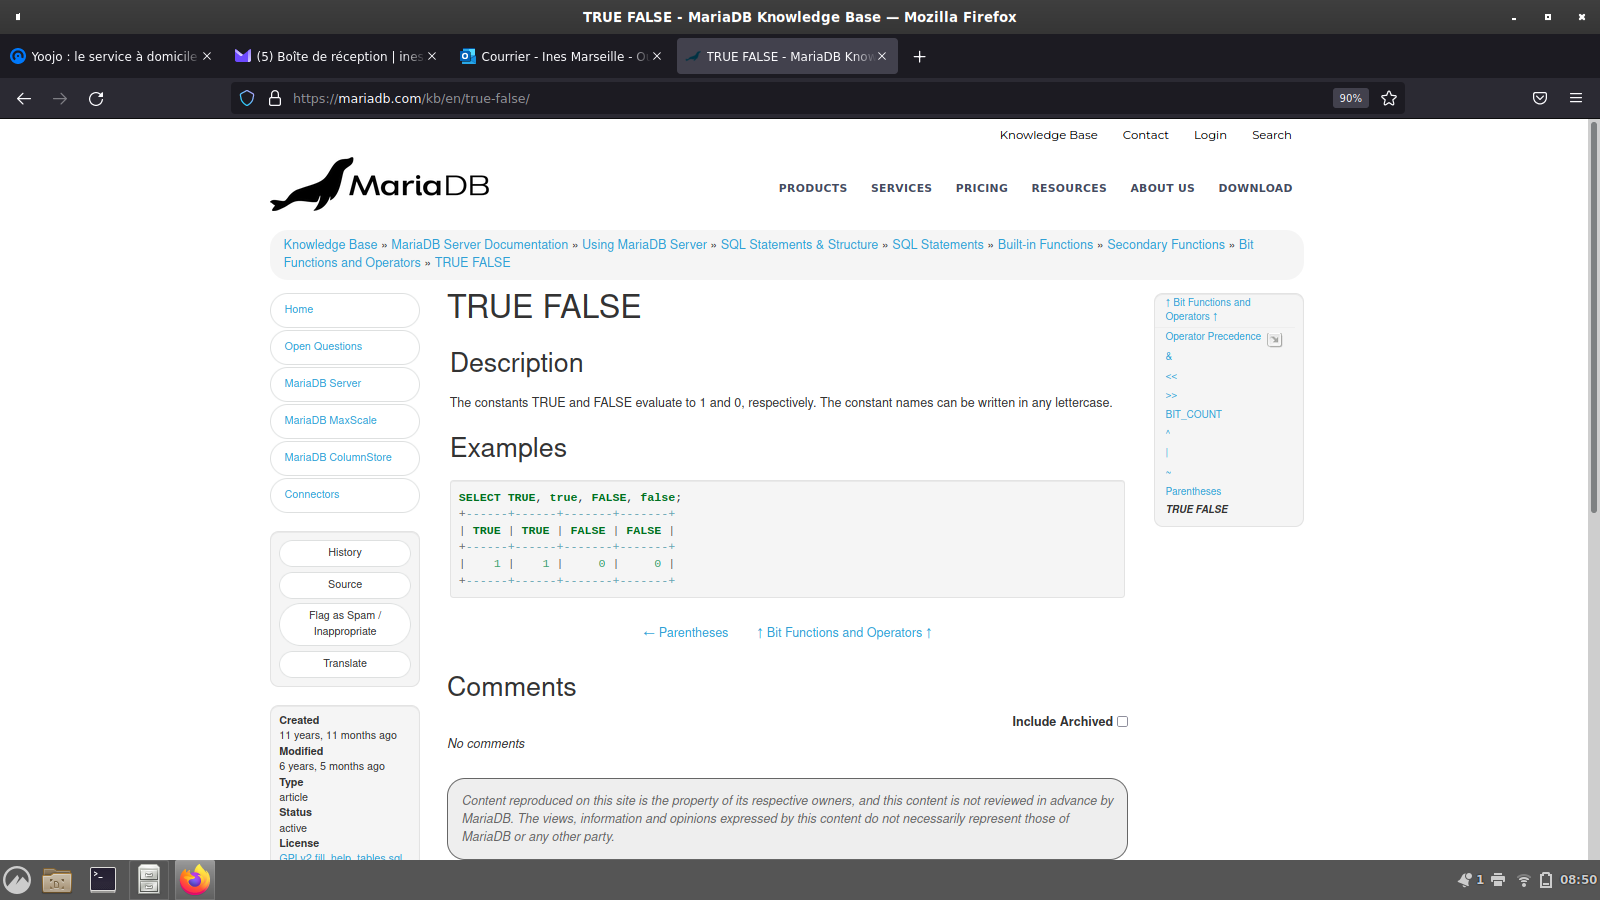 TRUE FALSE - MariaDB Knowledge Base — Mozilla Firefox
Yoojo : le service à domicile
(5) Boîte de réception | ines
Courrier - Ines Marseille - O
TRUE FALSE - MariaDB Know
https://mariadb.com/kb/en/true-false/
90%
Knowledge Base Contact Login Search
MariaDB
PRODUCTS SERVICES PRICING RESOURCES ABOUT US DOWNLOAD
Knowledge Base » MariaDB Server Documentation » Using MariaDB Server » SQL Statements & Structure » SQL Statements » Built-in Functions » Secondary Functions » Bit
Functions and Operators » TRUE FALSE
Home
Open Questions
MariaDB Server
MariaDB MaxScale
MariaDB ColumnStore
Connectors
History
Source
Flag as Spam /
Inappropriate
Translate
Created
11 years, 11 months ago
Modified
6 years, 5 months ago
Type
article
Status
active
License
GPLv2 fill_help_tables.sql
TRUE FALSE
Description
The constants TRUE and FALSE evaluate to 1 and 0, respectively. The constant names can be written in any lettercase.
Examples
SELECT TRUE, true, FALSE, false;
+------+------+-------+-------+
| TRUE | TRUE | FALSE | FALSE |
+------+------+-------+-------+
|    1 |    1 |     0 |     0 |
+------+------+-------+-------+
← Parentheses ↑ Bit Functions and Operators ↑
Comments
Include Archived
No comments
Content reproduced on this site is the property of its respective owners, and this content is not reviewed in advance by
MariaDB. The views, information and opinions expressed by this content do not necessarily represent those of
MariaDB or any other party.
↑ Bit Functions and
Operators ↑
Operator Precedence
&
<<
>>
BIT_COUNT
^
|
~
Parentheses
TRUE FALSE
1
08:50